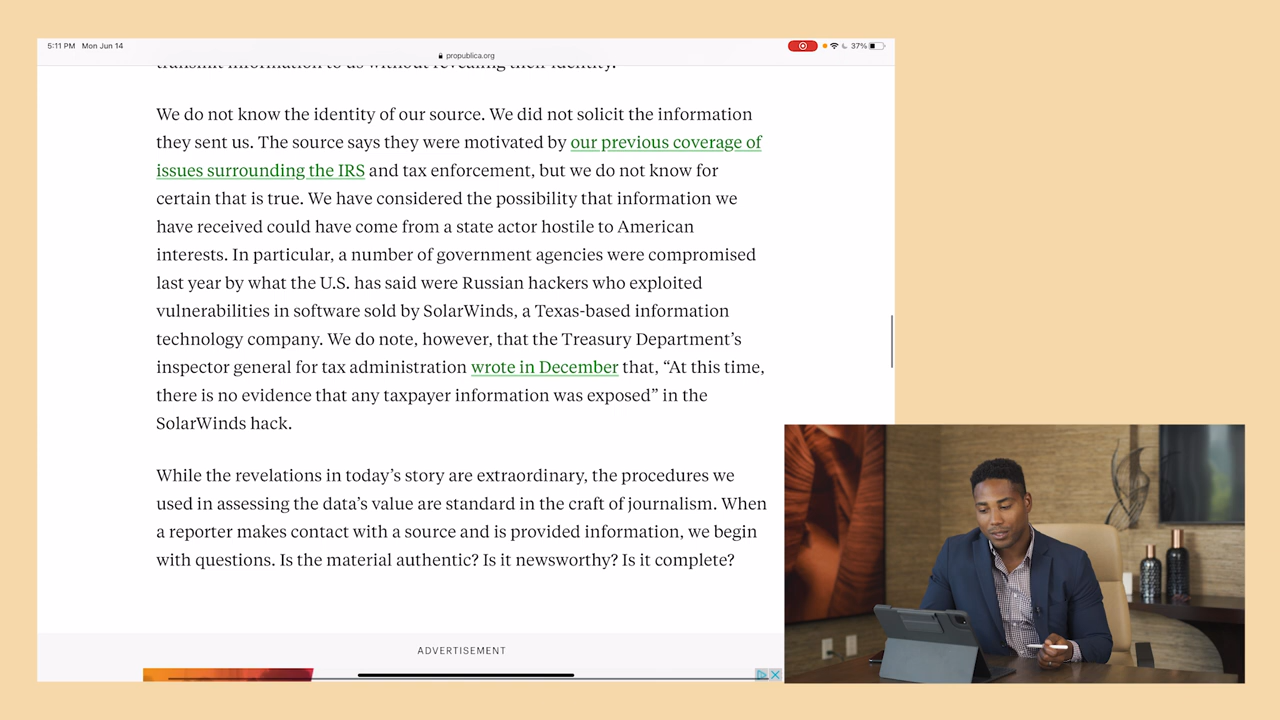 5:11 PM Mon Jun 14
propublica.org
37%
transmit information to us without revealing their identity.
We do not know the identity of our source. We did not solicit the information
they sent us. The source says they were motivated by our previous coverage of
issues surrounding the IRS and tax enforcement, but we do not know for
certain that is true. We have considered the possibility that information we
have received could have come from a state actor hostile to American
interests. In particular, a number of government agencies were compromised
last year by what the U.S. has said were Russian hackers who exploited
vulnerabilities in software sold by SolarWinds, a Texas-based information
technology company. We do note, however, that the Treasury Department’s
inspector general for tax administration wrote in December that, “At this time,
there is no evidence that any taxpayer information was exposed” in the
SolarWinds hack.
While the revelations in today’s story are extraordinary, the procedures we
used in assessing the data’s value are standard in the craft of journalism. When
a reporter makes contact with a source and is provided information, we begin
with questions. Is the material authentic? Is it newsworthy? Is it complete?
ADVERTISEMENT